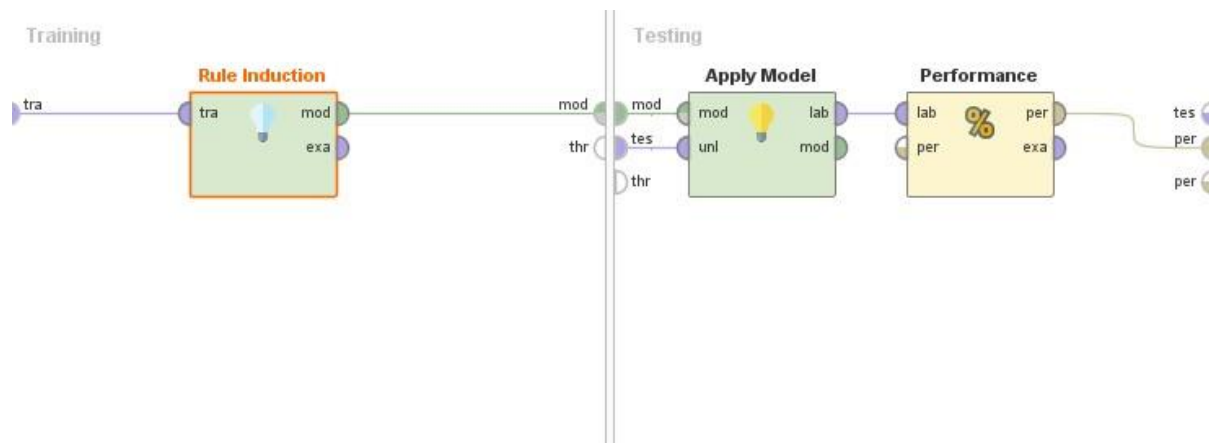 Training
Testing
Rule Induction
Apply Model
Performance
tra
tra
mod
exa
mod
thr
mod
tes
thr
mod
unl
lab
mod
lab
per
per
exa
%
tes
per
per